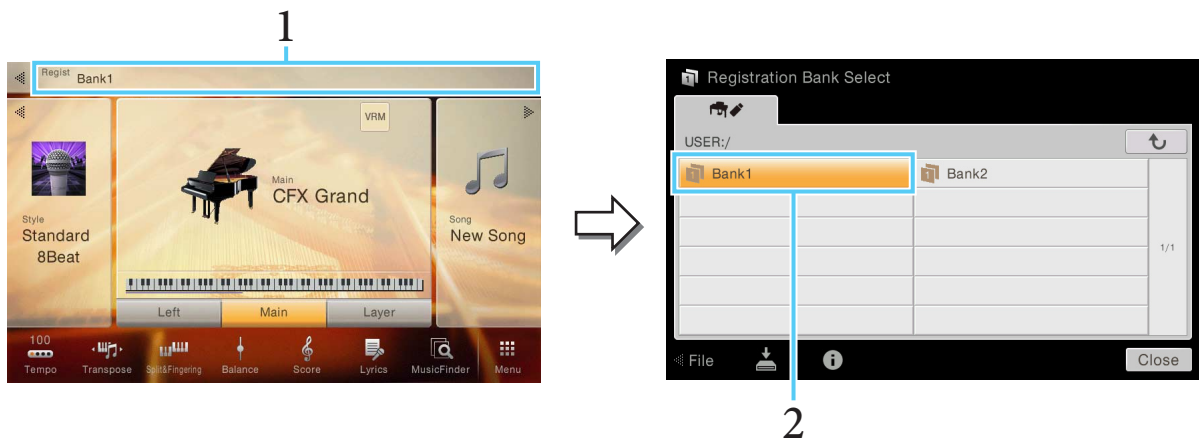 1
Regist Bank1
VRM
Main
CFX Grand
Style
Standard
8Beat
Song
New Song
Left Main Layer
100
Tempo Transpose Split&Fingering Balance Score Lyrics MusicFinder Menu
Registration Bank Select
USER:/
Bank1 Bank2
1/1
File Close
2